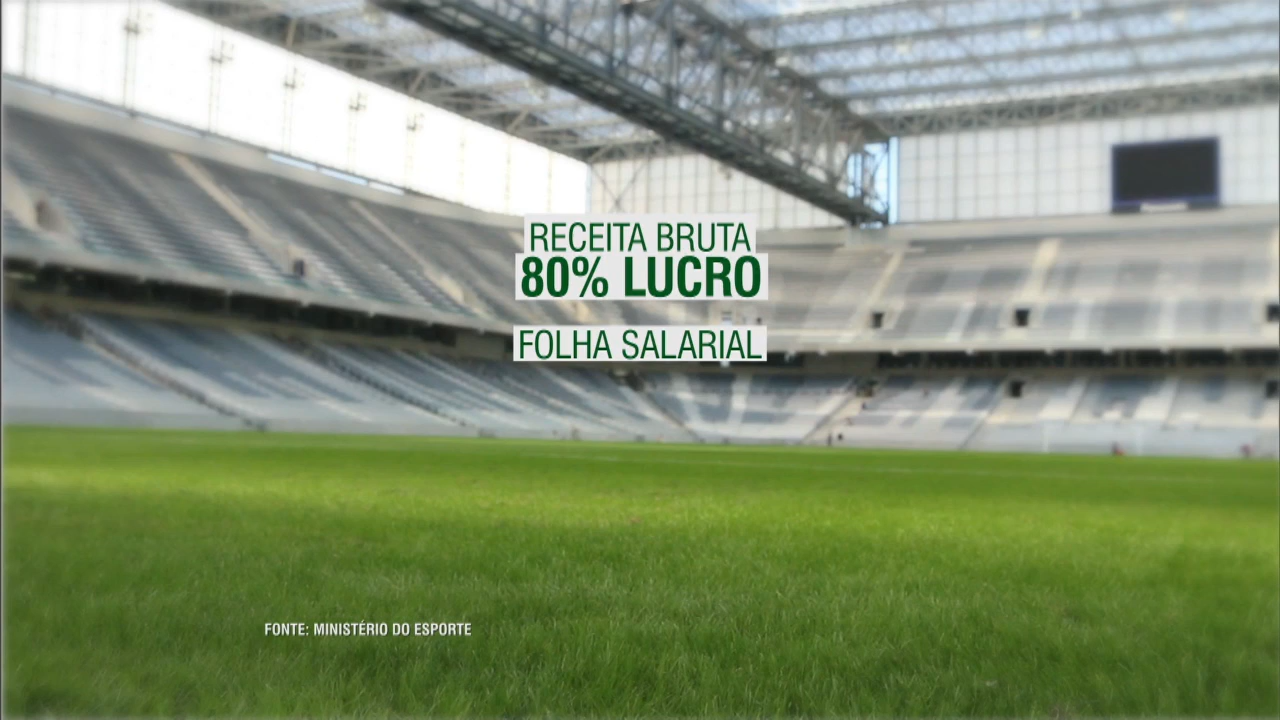 RECEITA BRUTA
80% LUCRO
FOLHA SALARIAL
FONTE: MINISTÉRIO DO ESPORTE